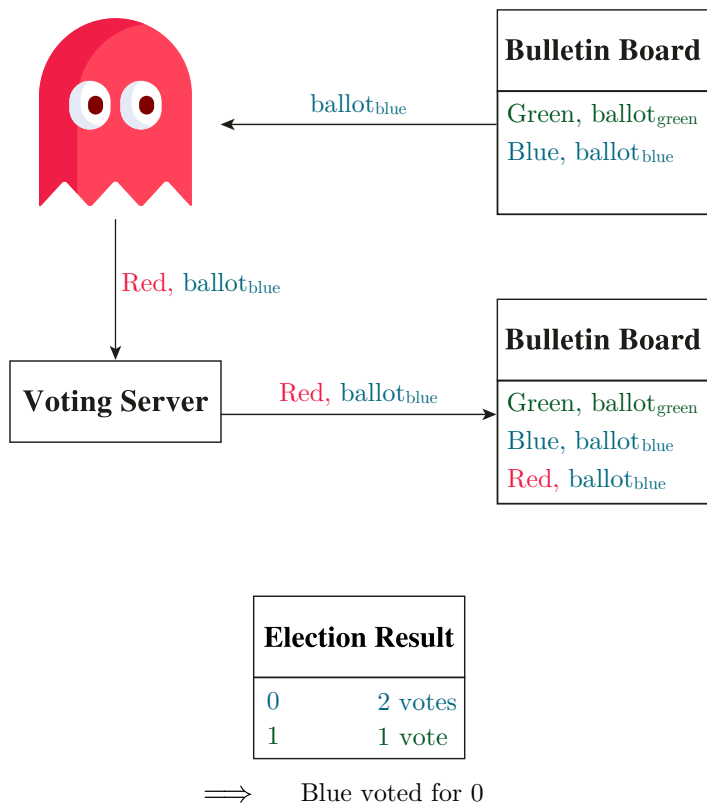 Bulletin Board
ballot_blue
Green, ballot_green
Blue, ballot_blue
Red, ballot_blue
Bulletin Board
Voting Server
Red, ballot_blue
Green, ballot_green
Blue, ballot_blue
Red, ballot_blue
Election Result
0 2 votes
1 1 vote
⟹ Blue voted for 0